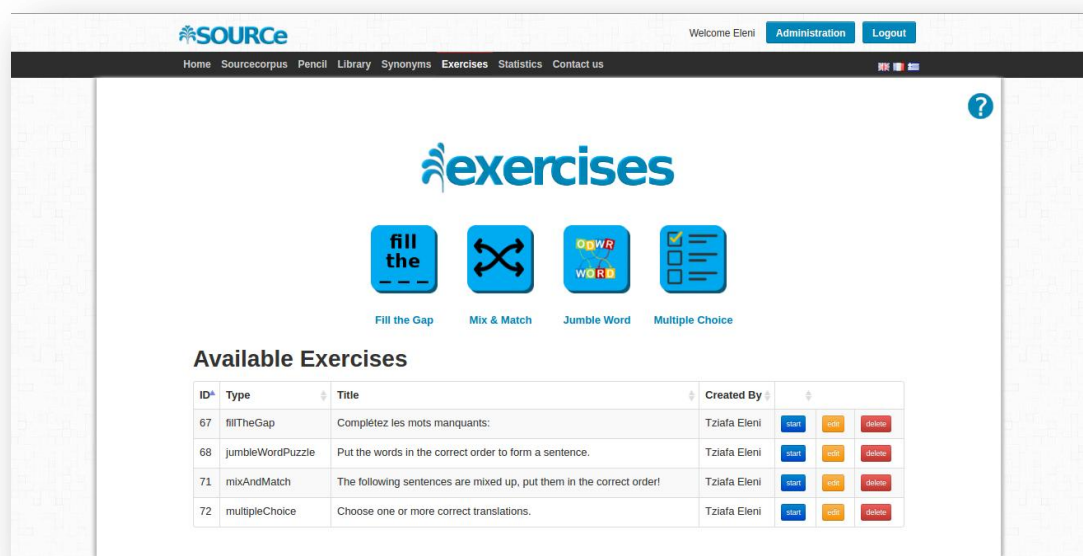 SOURCe
Welcome Eleni Administration Logout
Home Sourcecorpus Pencil Library Synonyms Exercises Statistics Contact us
?
exercises
fill
the
_ _ _
ODWR
WORD
Fill the Gap Mix & Match Jumble Word Multiple Choice
Available Exercises
ID Type Title Created By
67 fillTheGap Complétez les mots manquants: Tziafa Eleni start edit delete
68 jumbleWordPuzzle Put the words in the correct order to form a sentence. Tziafa Eleni start edit delete
71 mixAndMatch The following sentences are mixed up, put them in the correct order! Tziafa Eleni start edit delete
72 multipleChoice Choose one or more correct translations. Tziafa Eleni start edit delete